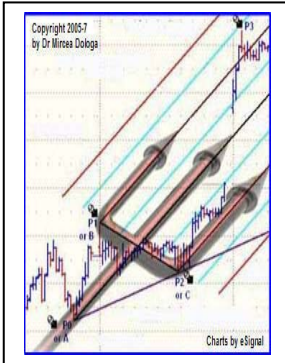 Copyright 2005-7
by Dr Mircea Dologa
P3
P1
or B
P2
or C
P0
or A
Charts by eSignal